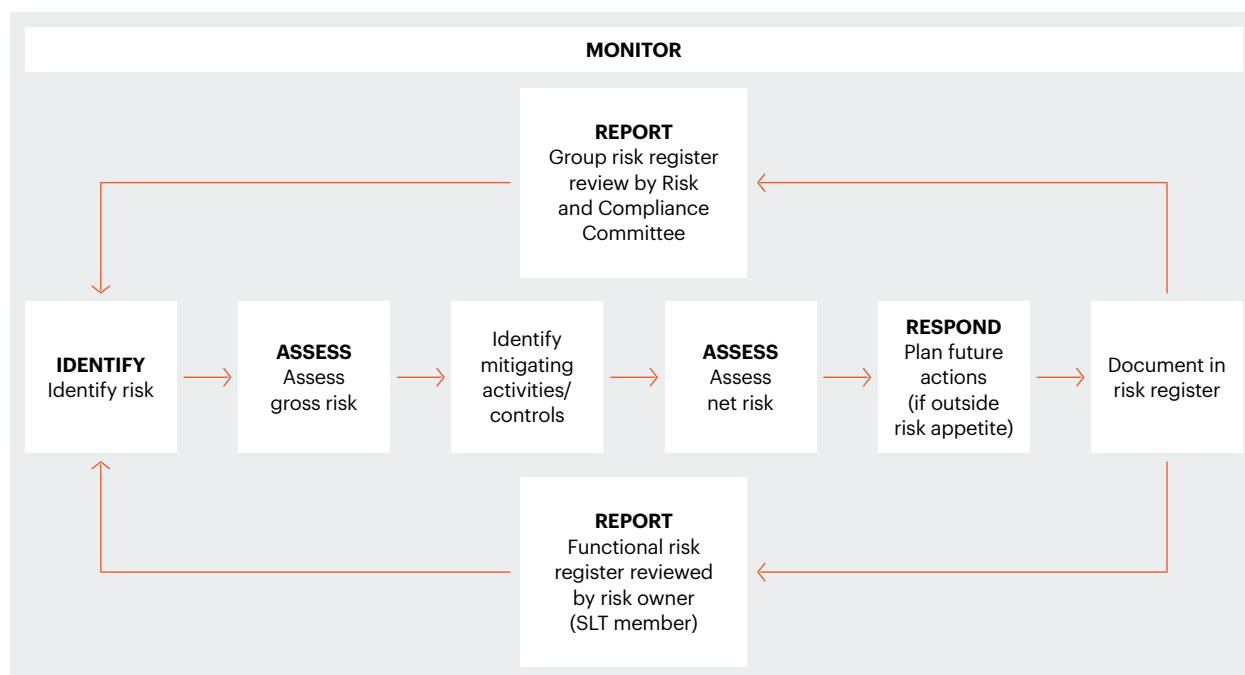 MONITOR
REPORT
Group risk register
review by Risk
and Compliance
Committee
IDENTIFY
Identify risk
ASSESS
Assess
gross risk
Identify
mitigating
activities/
controls
ASSESS
Assess
net risk
RESPOND
Plan future
actions
(if outside
risk appetite)
Document in
risk register
REPORT
Functional risk
register reviewed
by risk owner
(SLT member)